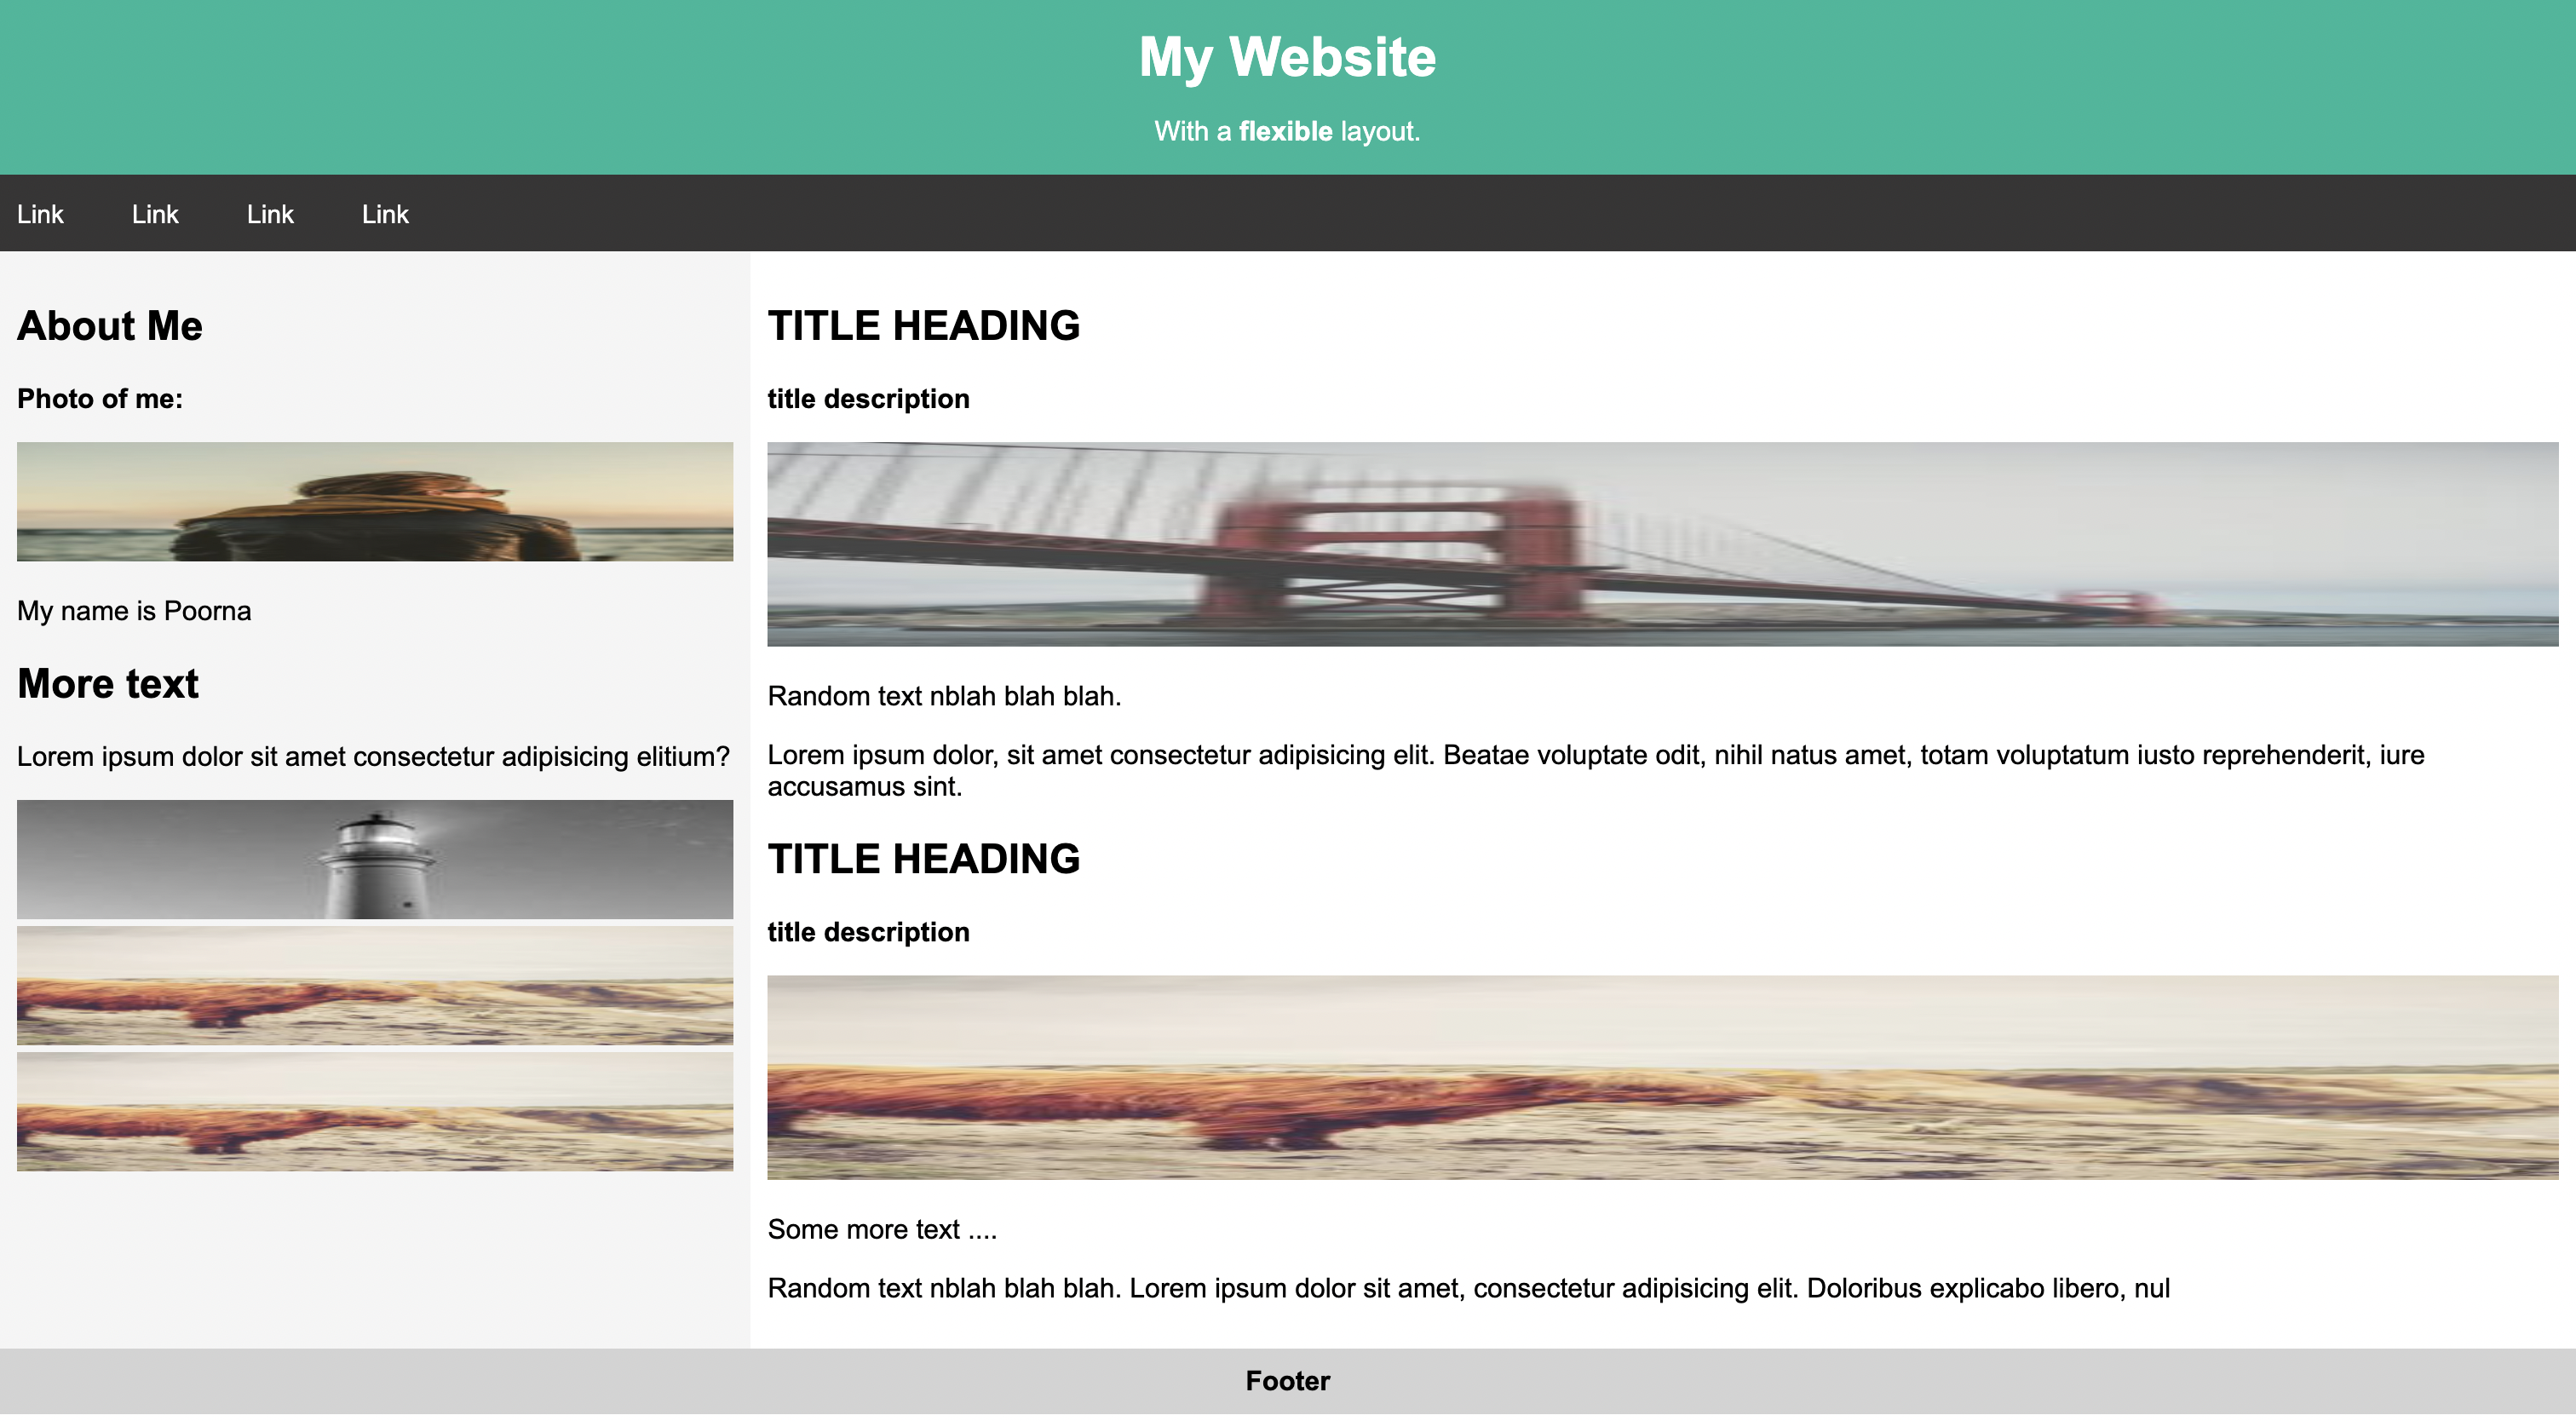 My Website
With a flexible layout.
Link Link Link Link
About Me
Photo of me:
My name is Poorna
More text
Lorem ipsum dolor sit amet consectetur adipisicing elitium?
TITLE HEADING
title description
Random text nblah blah blah.
Lorem ipsum dolor, sit amet consectetur adipisicing elit. Beatae voluptate odit, nihil natus amet, totam voluptatum iusto reprehenderit, iure
accusamus sint.
TITLE HEADING
title description
Some more text ....
Random text nblah blah blah. Lorem ipsum dolor sit amet, consectetur adipisicing elit. Doloribus explicabo libero, nul
Footer